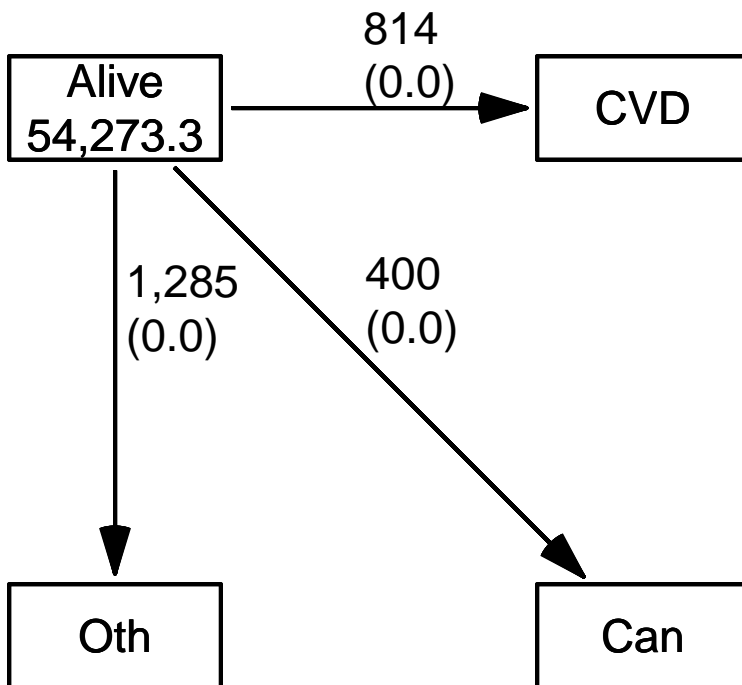 814
(0.0)
Alive
54,273.3
CVD
1,285
(0.0)
400
(0.0)
Oth
Can